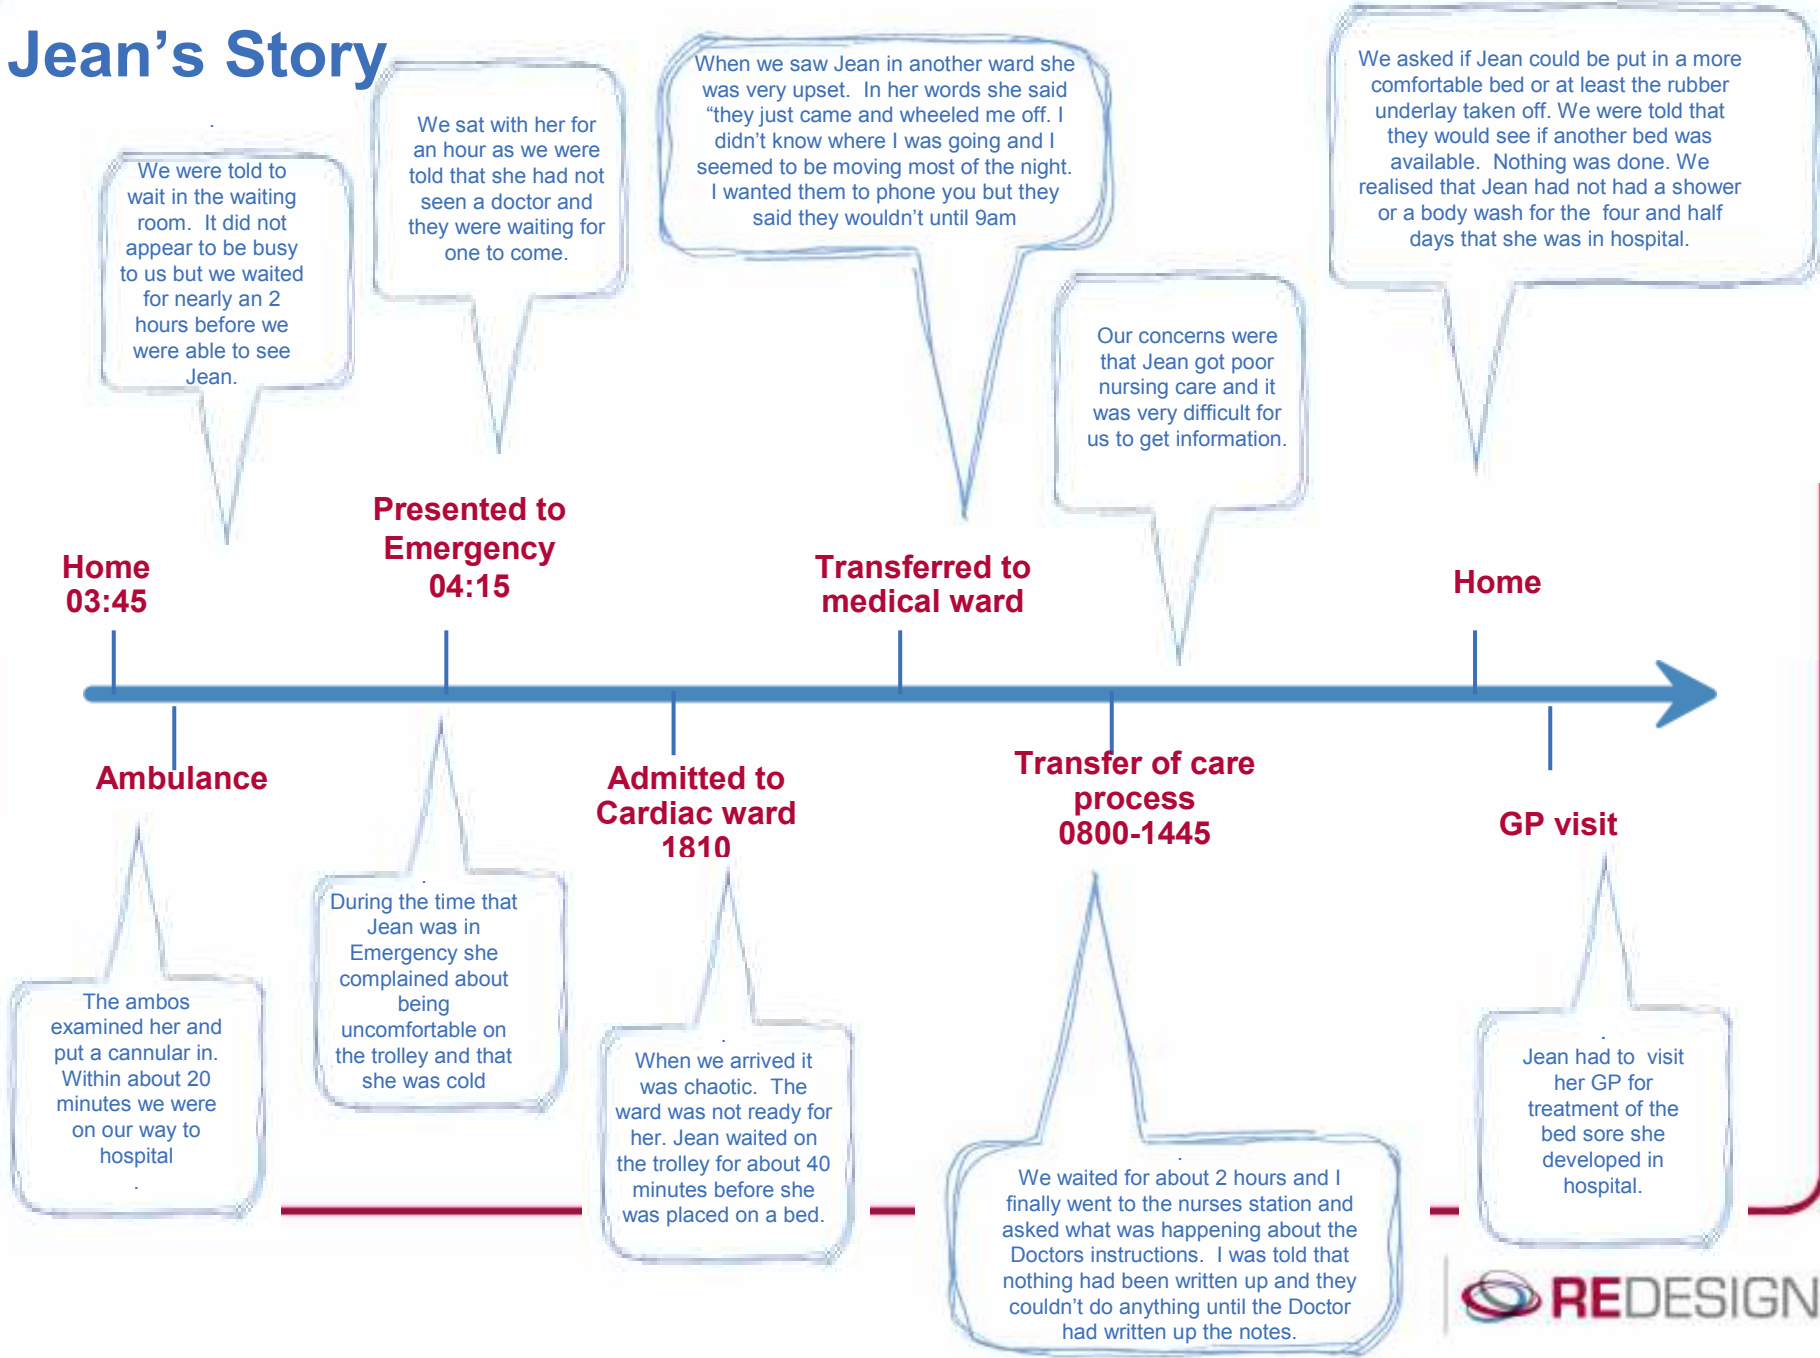 Jean’s Story
.
We were told to
wait in the waiting
room.  It did not
appear to be busy
to us but we waited
for nearly an 2
hours before we
were able to see
Jean.
We sat with her for
an hour as we were
told that she had not
seen a doctor and
they were waiting for
one to come.
When we saw Jean in another ward she
was very upset.  In her words she said
“they just came and wheeled me off. I
didn’t know where I was going and I
seemed to be moving most of the night.
I wanted them to phone you but they
said they wouldn’t until 9am
Our concerns were
that Jean got poor
nursing care and it
was very difficult for
us to get information.
We asked if Jean could be put in a more
comfortable bed or at least the rubber
underlay taken off. We were told that
they would see if another bed was
available.  Nothing was done. We
realised that Jean had not had a shower
or a body wash for the  four and half
days that she was in hospital.
Home
03:45
Presented to
Emergency
04:15
Transferred to
medical ward
Home
Ambulance
Admitted to
Cardiac ward
1810
Transfer of care
process
0800-1445
GP visit
The ambos
examined her and
put a cannular in.
Within about 20
minutes we were
on our way to
hospital
.
.
During the time that
Jean was in
Emergency she
complained about
being
uncomfortable on
the trolley and that
she was cold
.
When we arrived it
was chaotic.  The
ward was not ready for
her. Jean waited on
the trolley for about 40
minutes before she
was placed on a bed.
.
We waited for about 2 hours and I
finally went to the nurses station and
asked what was happening about the
Doctors instructions.  I was told that
nothing had been written up and they
couldn’t do anything until the Doctor
had written up the notes.
.
Jean had to  visit
her GP for
treatment of the
bed sore she
developed in
hospital.
REDESIGN